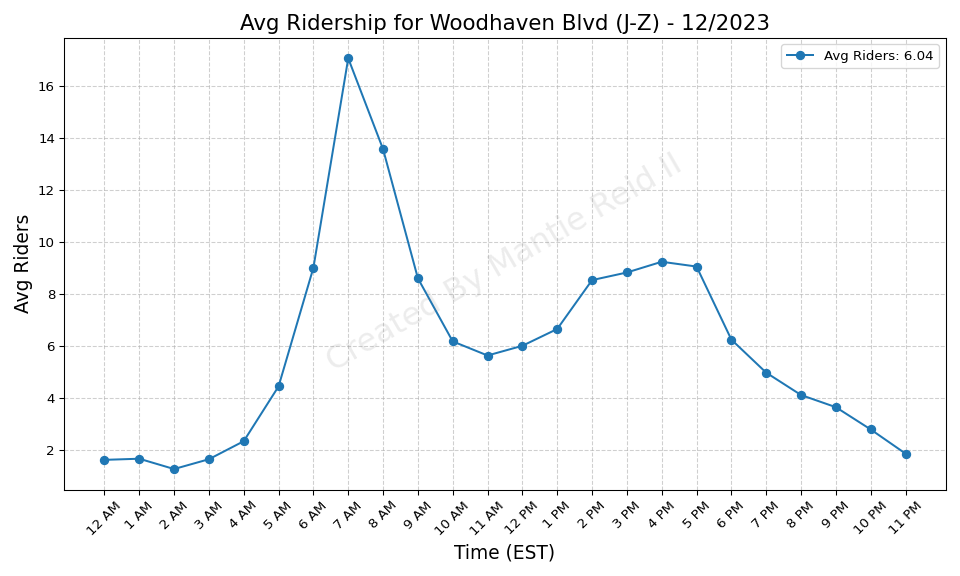 Avg Ridership for Woodhaven Blvd (J-Z) - 12/2023
Avg Riders: 6.04
16
14
12
10
8
6
4
2
Avg Riders
Created By Mantle Reid II
12 AM
1 AM
2 AM
3 AM
4 AM
5 AM
6 AM
7 AM
8 AM
9 AM
10 AM
11 AM
12 PM
1 PM
2 PM
3 PM
4 PM
5 PM
6 PM
7 PM
8 PM
9 PM
10 PM
11 PM
Time (EST)